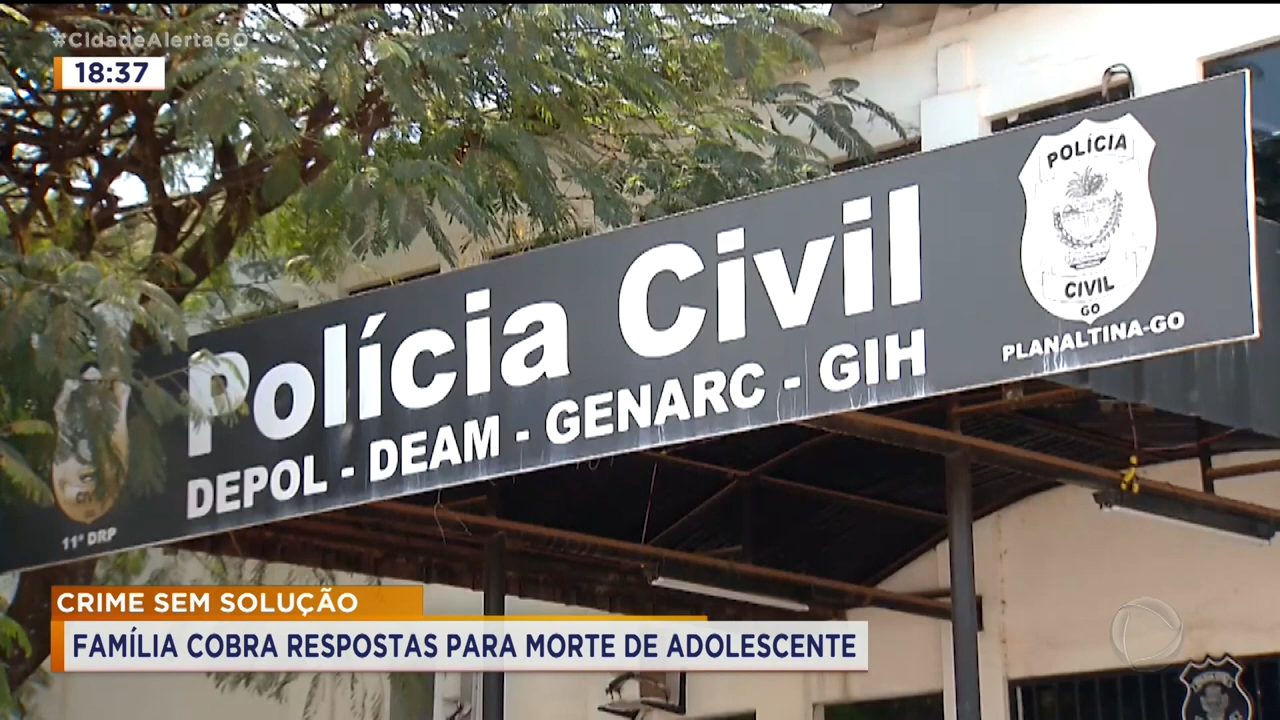 #CidadeAlertaGO
18:37
POLÍCIA
CIVIL
GO
PLANALTINA-GO
Polícia Civil
DEPOL - DEAM - GENARC - GIH
11ª DRP
CRIME SEM SOLUÇÃO
FAMÍLIA COBRA RESPOSTAS PARA MORTE DE ADOLESCENTE